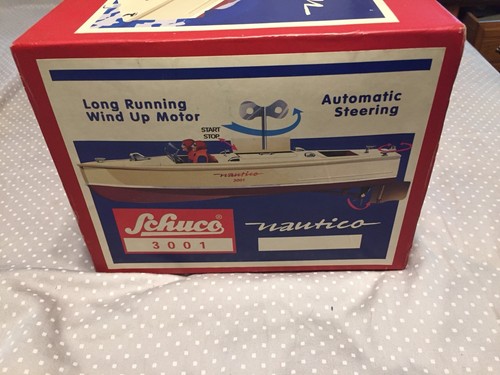 Long Running
Wind Up Motor
Automatic
Steering
START
STOP
nautico
3001
Schuco
3001
nautico